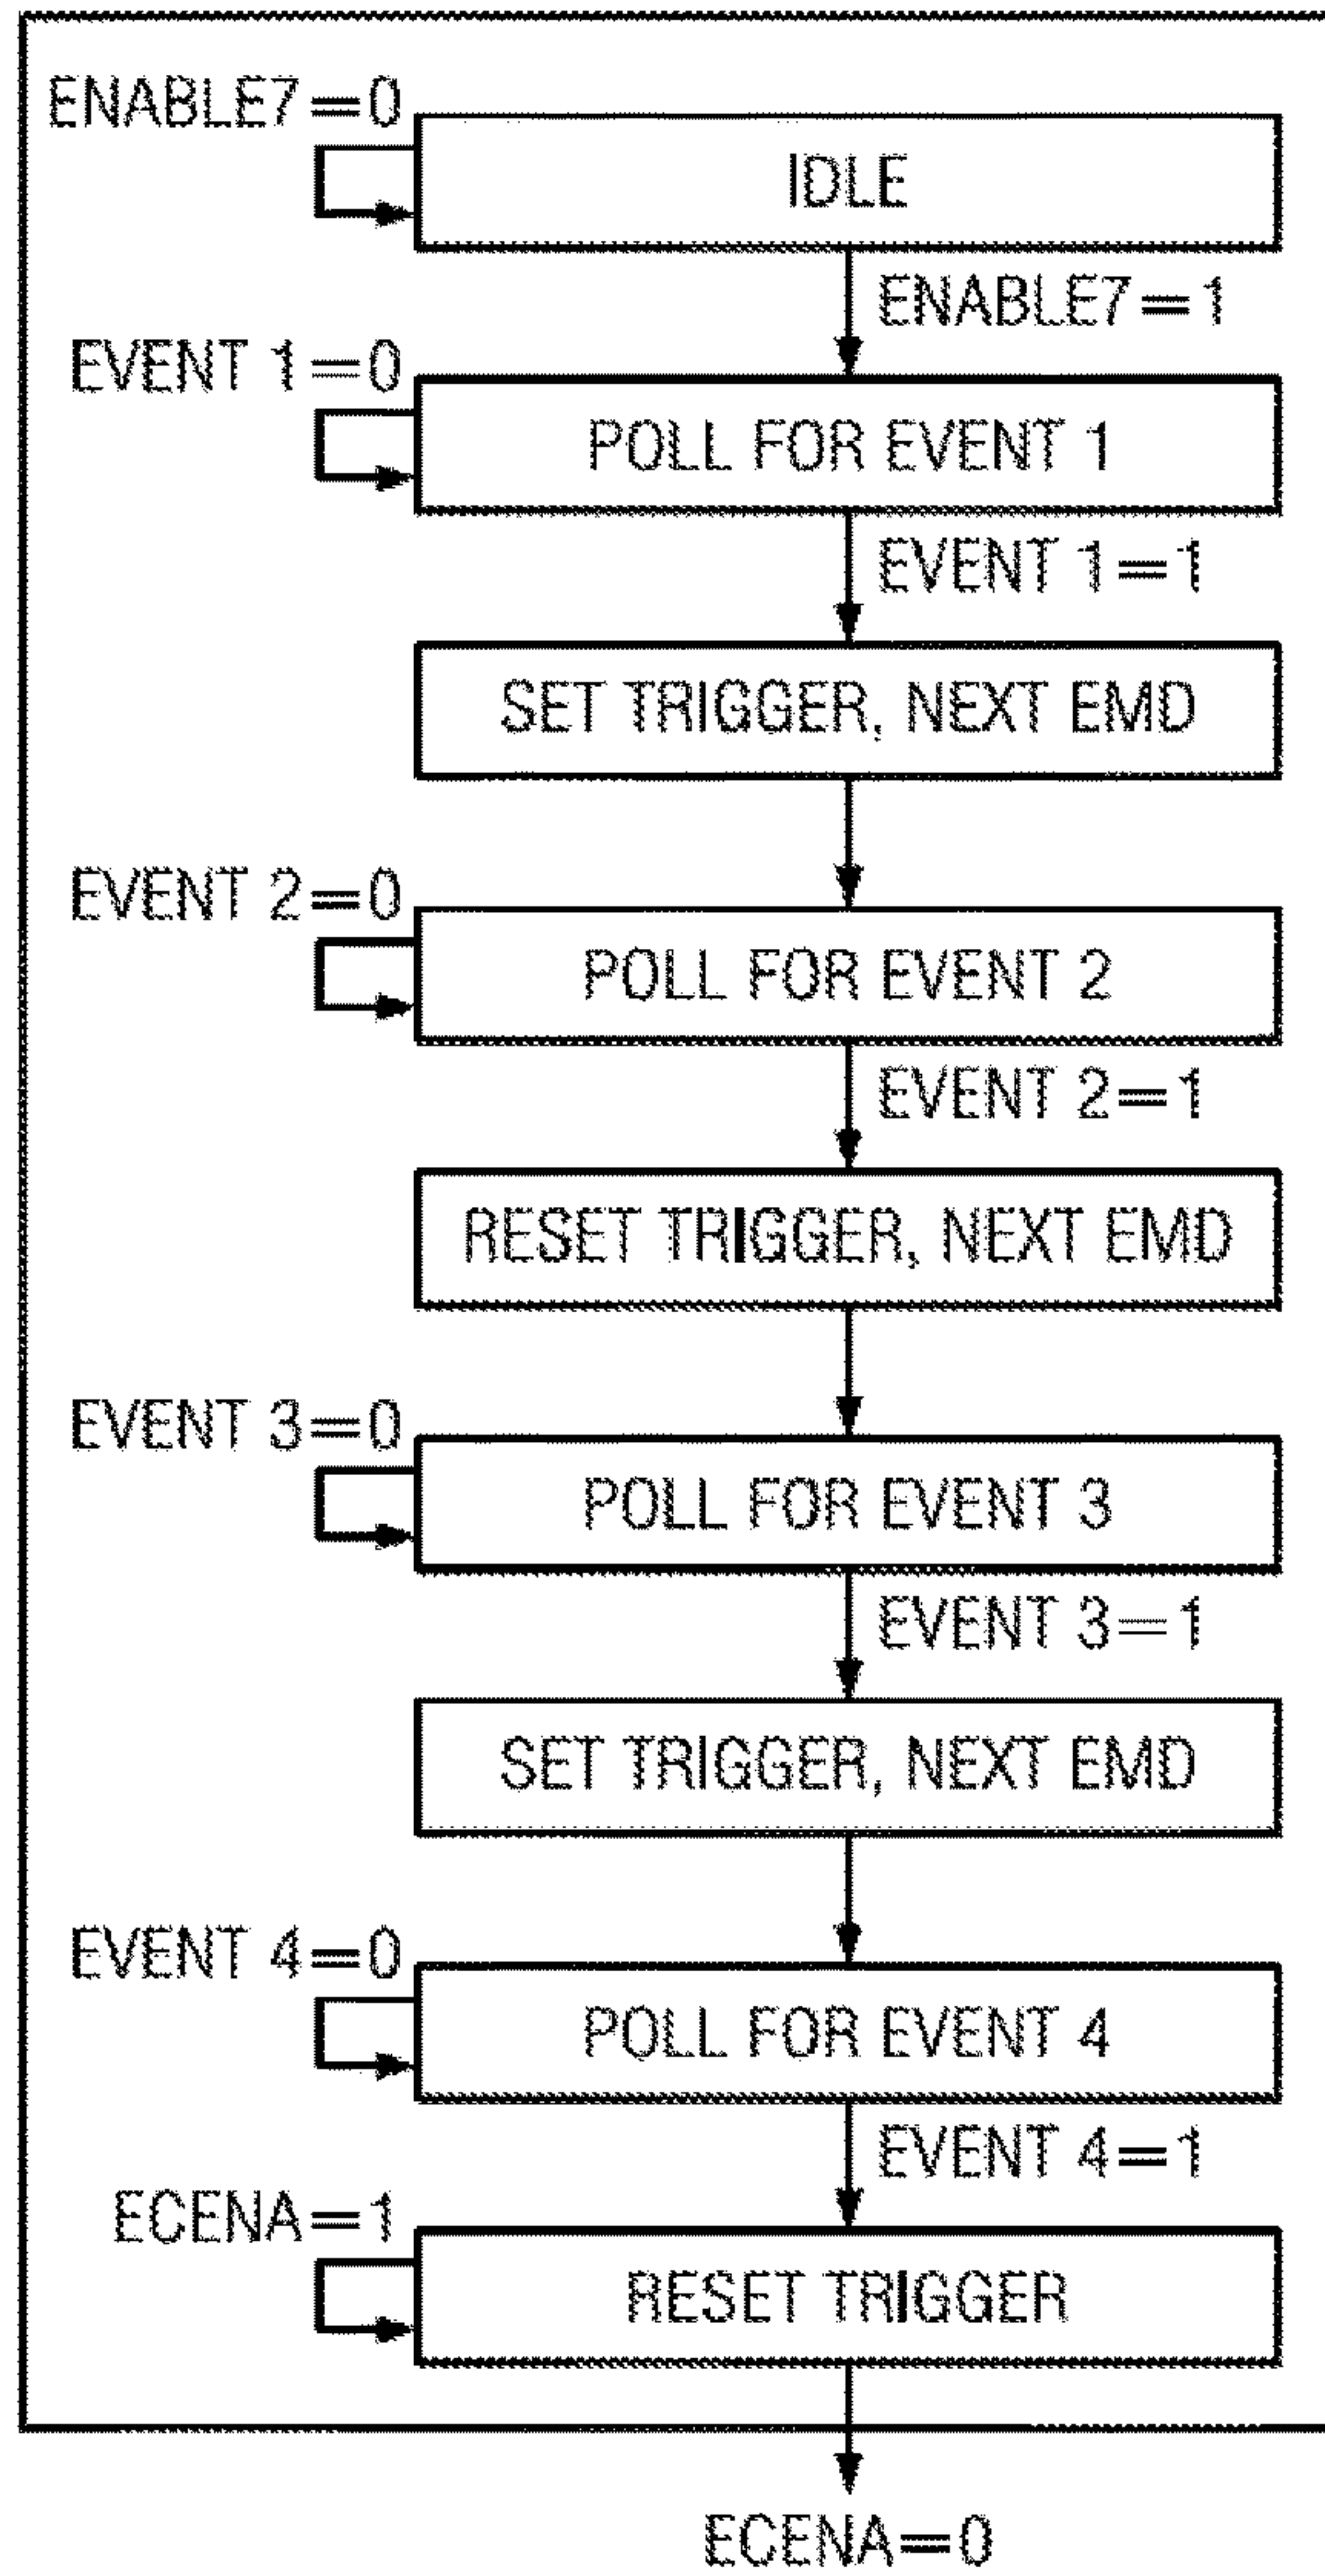 ENABLE7=0
IDLE
ENABLE7=1
EVENT 1=0
POLL FOR EVENT 1
EVENT 1=1
SET TRIGGER, NEXT EMD
EVENT 2=0
POLL FOR EVENT 2
EVENT 2=1
RESET TRIGGER, NEXT EMD
EVENT 3=0
POLL FOR EVENT 3
EVENT 3=1
SET TRIGGER, NEXT EMD
EVENT 4=0
POLL FOR EVENT 4
EVENT 4=1
ECENA=1
RESET TRIGGER
ECENA=0